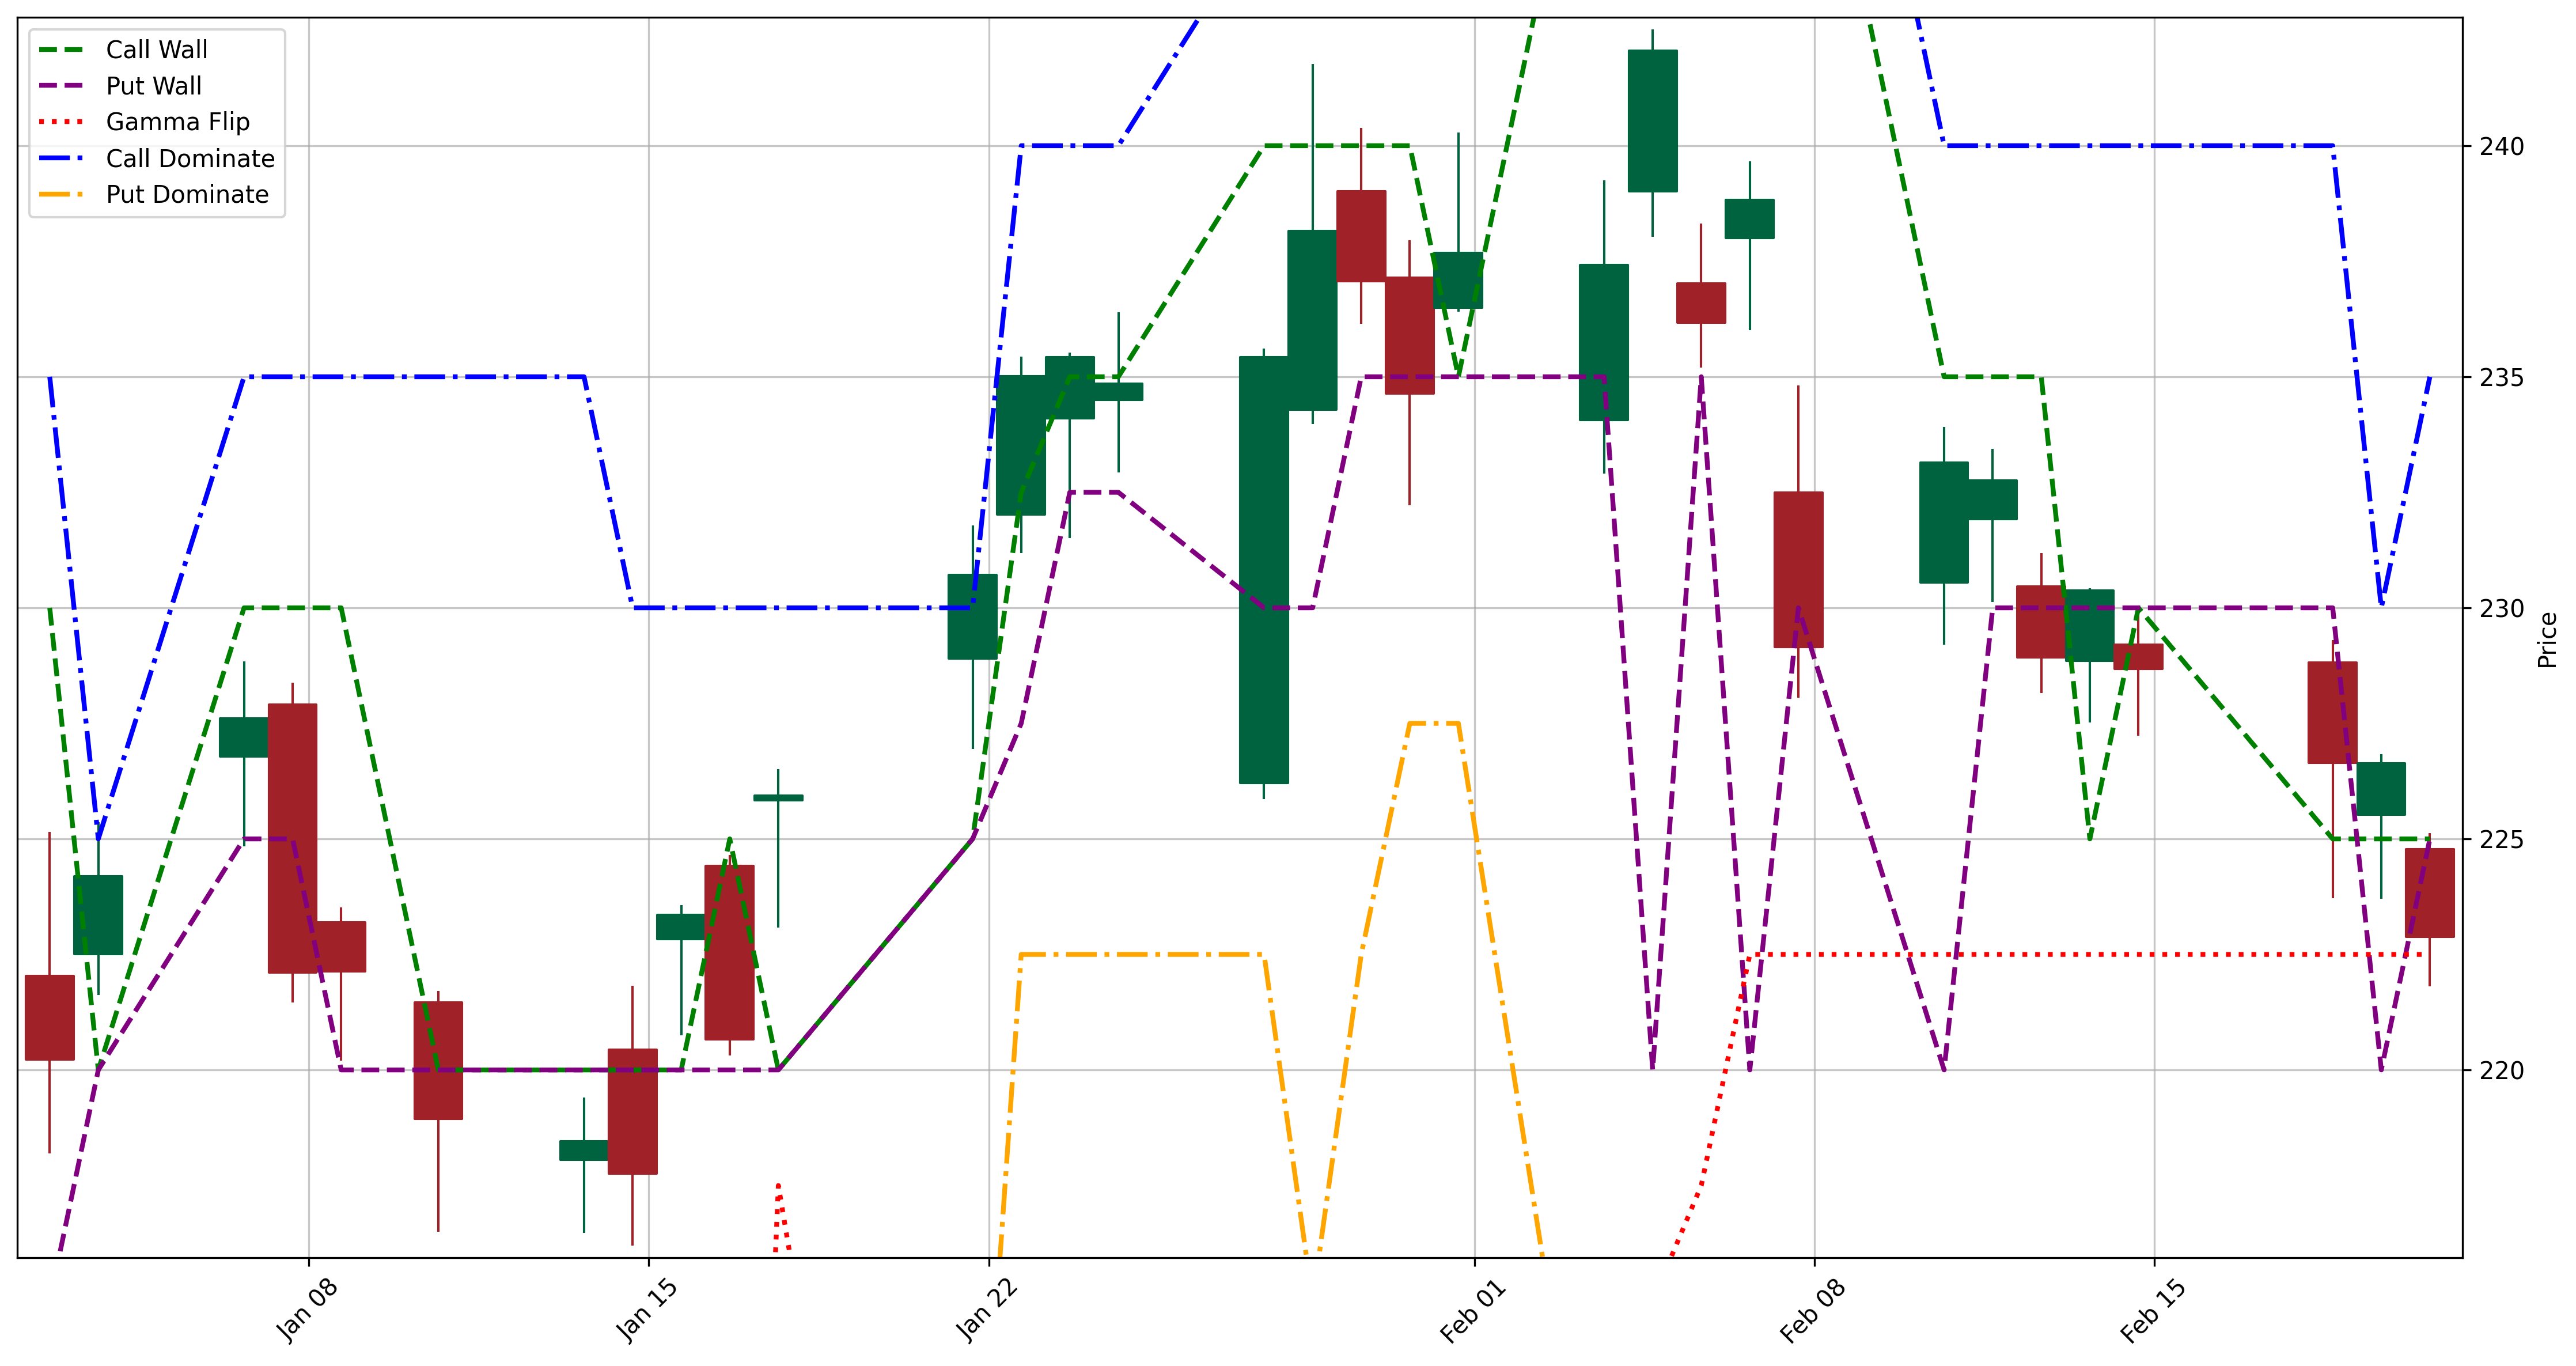 Call Wall
Put Wall
Gamma Flip
Call Dominate
Put Dominate
240
235
230
225
220
Price
Jan 08
Jan 15
Jan 22
Feb 01
Feb 08
Feb 15